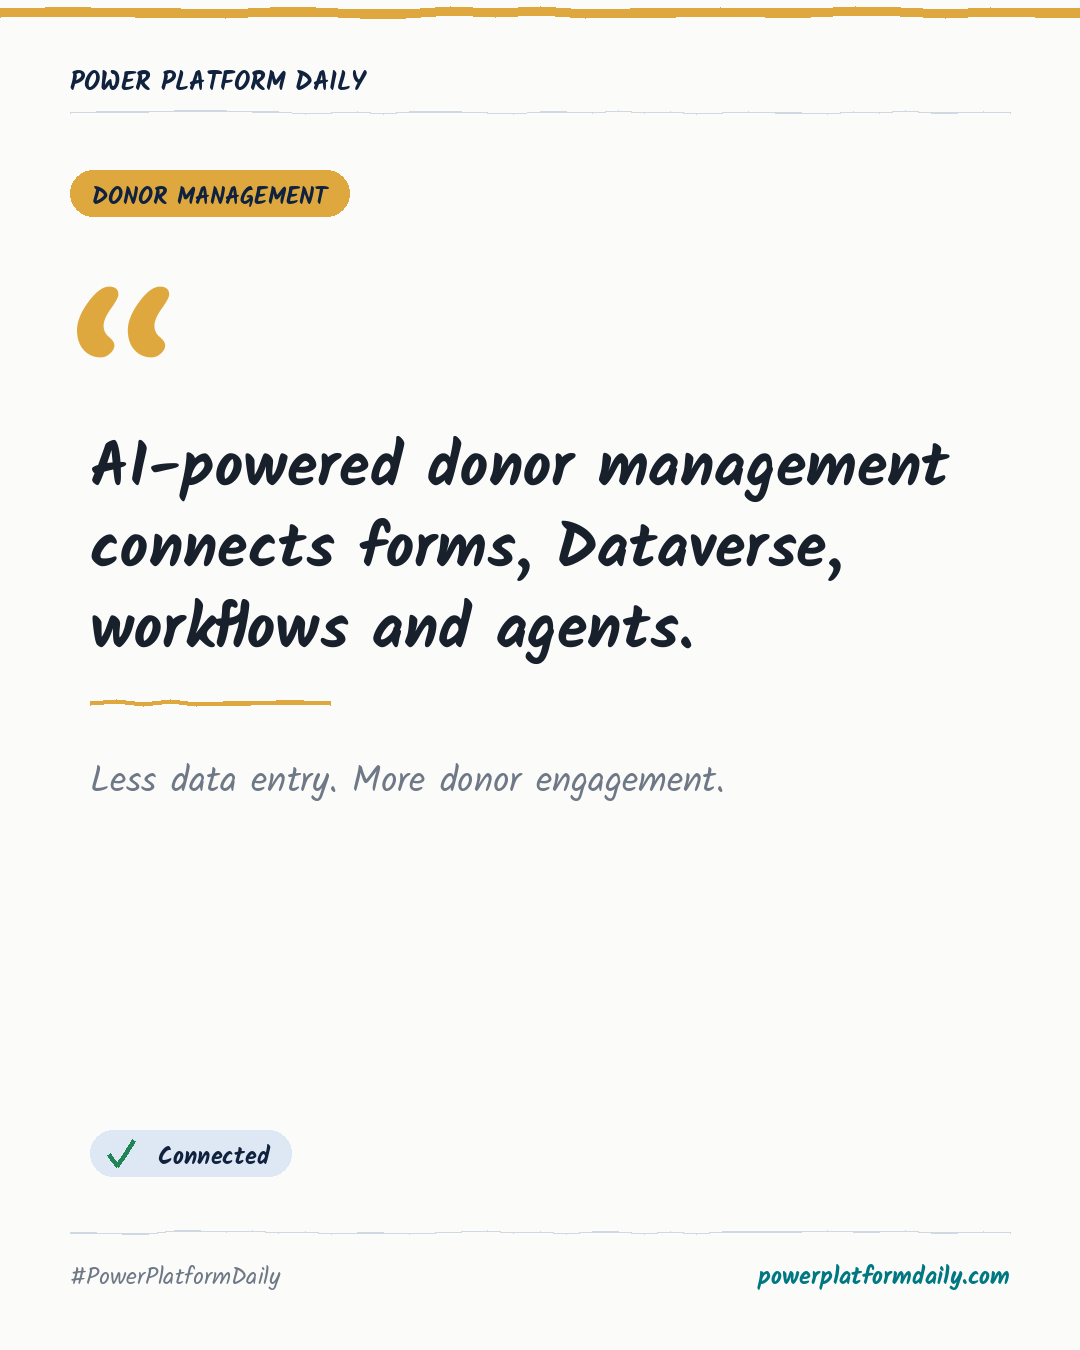 POWER PLATFORM DAILY
DONOR MANAGEMENT
“
AI-powered donor management
connects forms, Dataverse,
workflows and agents.
Less data entry. More donor engagement.
✓ Connected
#PowerPlatformDaily
powerplatformdaily.com